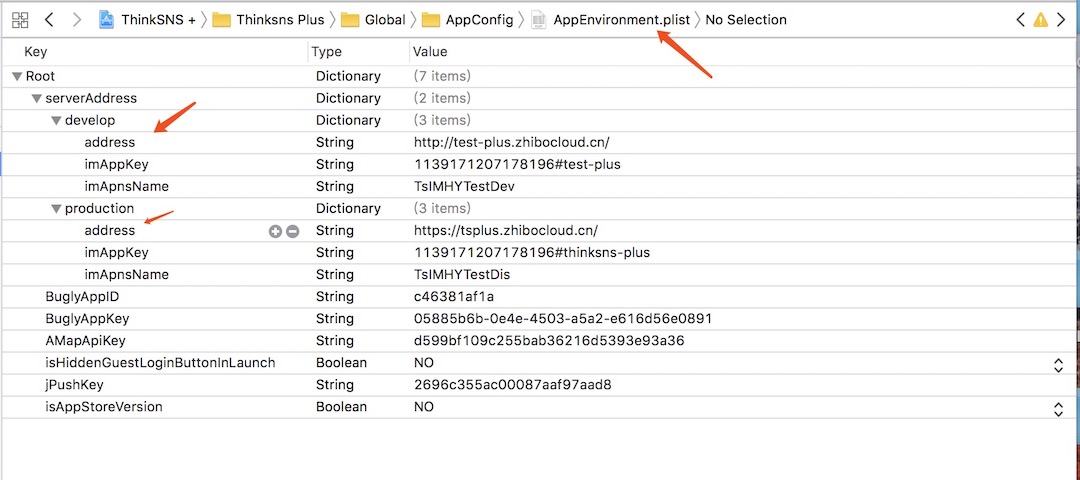 ThinkSNS + Thinksns Plus Global AppConfig AppEnvironment.plist No Selection
Key Type Value
Root Dictionary (7 items)
serverAddress Dictionary (2 items)
develop Dictionary (3 items)
address String http://test-plus.zhibocloud.cn/
imAppKey String 1139171207178196#test-plus
imApnsName String TsIMHYTestDev
production Dictionary (3 items)
address String https://tsplus.zhibocloud.cn/
imAppKey String 1139171207178196#thinksns-plus
imApnsName String TsIMHYTestDis
BuglyAppID String c46381af1a
BuglyAppKey String 05885b6b-0e4e-4503-a5a2-e616d56e0891
AMapApiKey String d599bf109c255bab36216d5393e93a36
isHiddenGuestLoginButtonInLaunch Boolean NO
jPushKey String 2696c355ac00087aaf97aad8
isAppStoreVersion Boolean NO